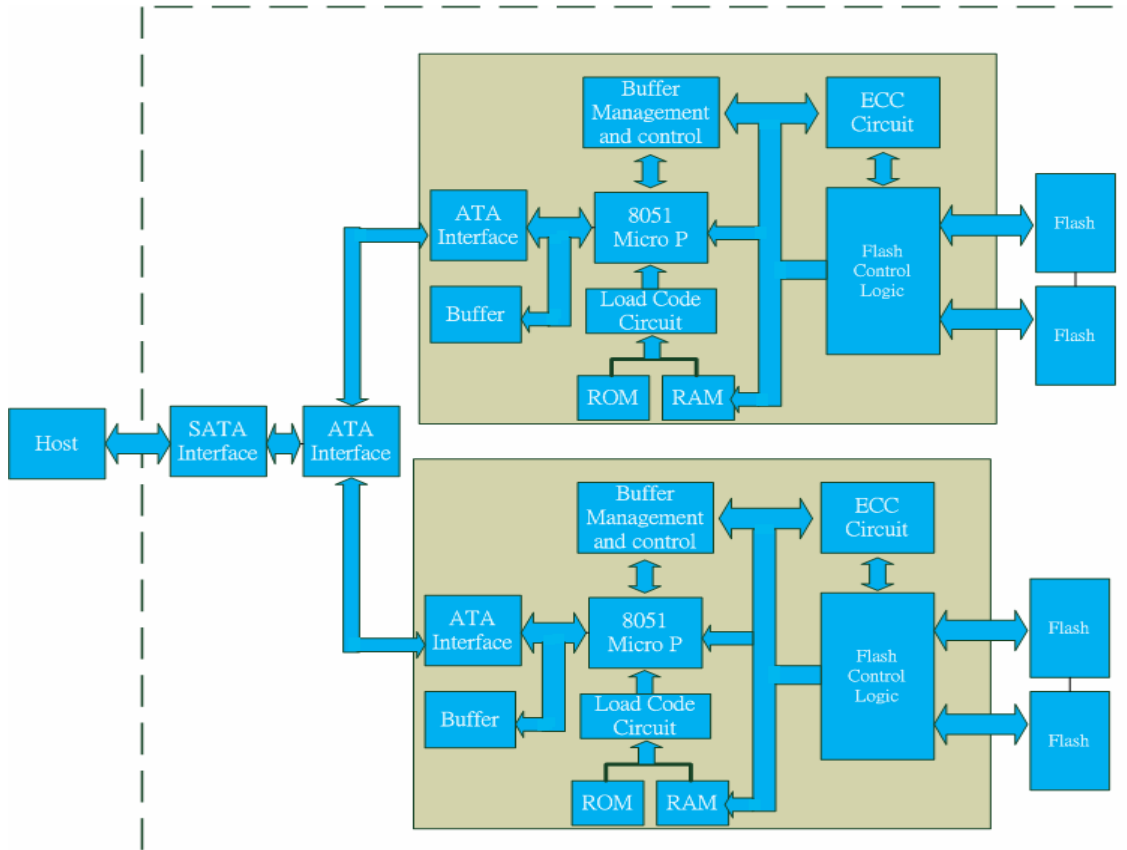 Buffer
Management
and control
ECC
Circuit
ATA
Interface
8051
Micro P
Flash
Control
Logic
Flash
Buffer
Load Code
Circuit
Flash
ROM
RAM
Host
SATA
Interface
ATA
Interface
Buffer
Management
and control
ECC
Circuit
ATA
Interface
8051
Micro P
Flash
Control
Logic
Flash
Buffer
Load Code
Circuit
Flash
ROM
RAM